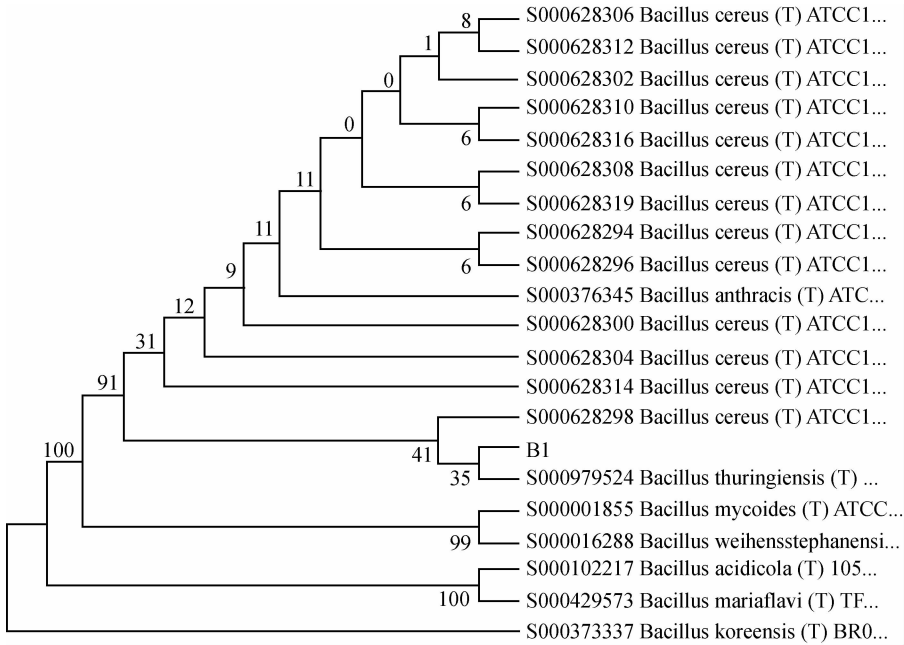 S000628306 Bacillus cereus (T) ATCC1...
8
S000628312 Bacillus cereus (T) ATCC1...
1
S000628302 Bacillus cereus (T) ATCC1...
0
S000628310 Bacillus cereus (T) ATCC1...
0
S000628316 Bacillus cereus (T) ATCC1...
6
S000628308 Bacillus cereus (T) ATCC1...
11
S000628319 Bacillus cereus (T) ATCC1...
6
S000628294 Bacillus cereus (T) ATCC1...
11
S000628296 Bacillus cereus (T) ATCC1...
6
9
S000376345 Bacillus anthracis (T) ATC...
12
S000628300 Bacillus cereus (T) ATCC1...
31
S000628304 Bacillus cereus (T) ATCC1...
91
S000628314 Bacillus cereus (T) ATCC1...
S000628298 Bacillus cereus (T) ATCC1...
100
B1
41
35
S000979524 Bacillus thuringiensis (T) ...
S000001855 Bacillus mycoides (T) ATCC...
99
S000016288 Bacillus weihensstephanensi...
S000102217 Bacillus acidicola (T) 105...
100
S000429573 Bacillus mariaflavi (T) TF...
S000373337 Bacillus koreensis (T) BR0...